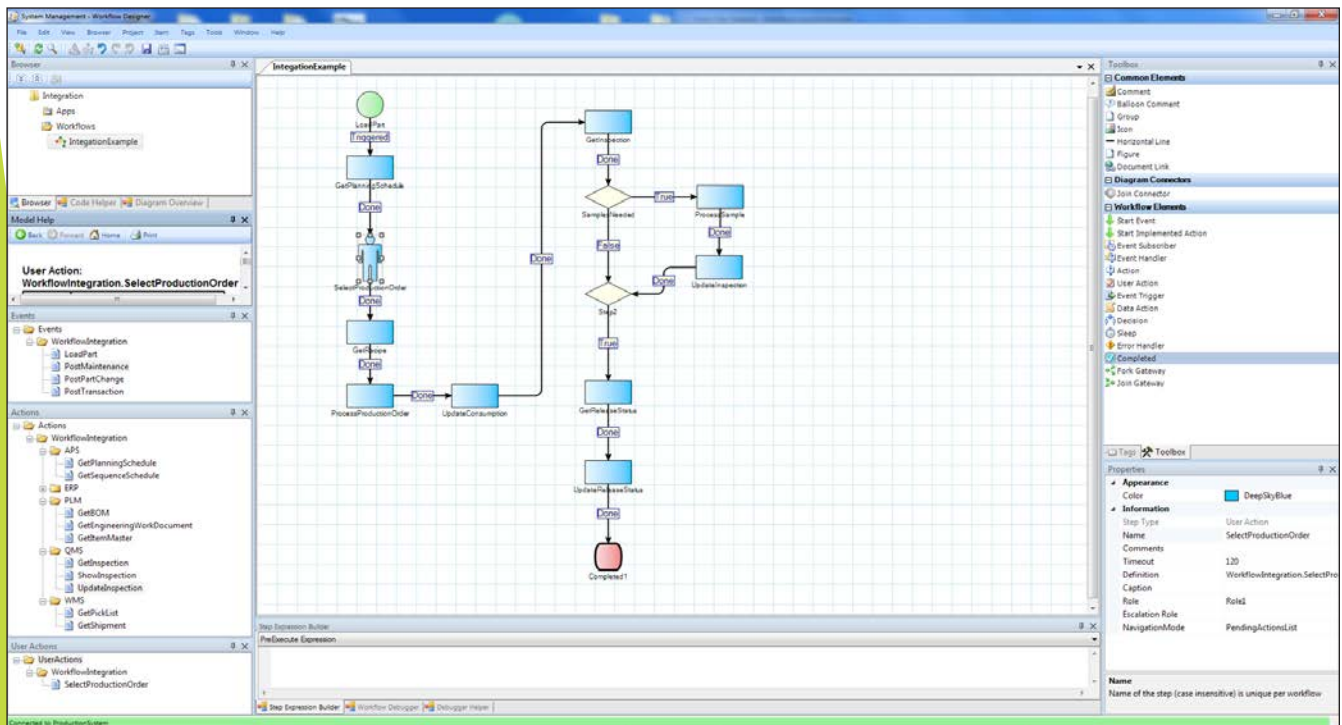 System Management - Workflow Designer
File Edit View Browser Project Item Tags Tools Window Help
Browser
Integration
Apps
Workflows
IntegationExample
Browser Code Helper Diagram Overview
Model Help
Back Forward Home Print
User Action:
WorkflowIntegration.SelectProductionOrder
Events
Events
WorkflowIntegration
LoadPart
PostMaintenance
PostPartChange
PostTransaction
Actions
Actions
WorkflowIntegration
APS
GetPlanningSchedule
GetSequenceSchedule
ERP
PLM
GetBOM
GetEngineeringWorkDocument
GetItemMaster
QMS
GetInspection
ShowInspection
UpdateInspection
WMS
GetPickList
GetShipment
User Actions
UserActions
WorkflowIntegration
SelectProductionOrder
Connected to ProductionSystem
IntegationExample
LoadPart
Triggered
GetPlanningSchedule
Done
SelectProductionOrder
Done
GetRecipe
Done
ProcessProductionOrder
Done
UpdateConsumption
Done
GetInspection
Done
SamplesNeeded
True
ProcessSample
Done
UpdateInspection
Done
False
Step2
True
GetReleaseStatus
Done
UpdateReleaseStatus
Done
Completed1
Step Expression Builder
PreExecute Expression
Step Expression Builder Workflow Debugger Debugger Helper
Toolbox
Common Elements
Comment
Balloon Comment
Group
Icon
Horizontal Line
Figure
Document Link
Diagram Connectors
Join Connector
Workflow Elements
Start Event
Start Implemented Action
Event Subscriber
Event Handler
Action
User Action
Event Trigger
Data Action
Decision
Sleep
Error Handler
Completed
Fork Gateway
Join Gateway
Tags Toolbox
Properties
Appearance
Color DeepSkyBlue
Information
Step Type User Action
Name SelectProductionOrder
Comments
Timeout 120
Definition WorkflowIntegration.SelectPro
Caption
Role Role1
Escalation Role
NavigationMode PendingActionsList
Name
Name of the step (case insensitive) is unique per workflow